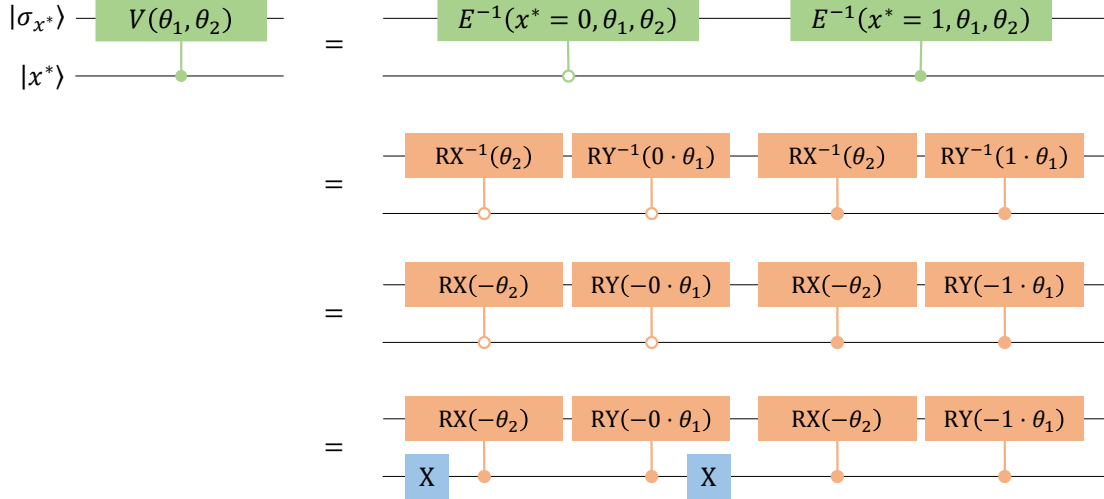 |σ_{x*}⟩ V(θ₁, θ₂) = E⁻¹(x* = 0, θ₁, θ₂) E⁻¹(x* = 1, θ₁, θ₂)
|x*⟩
= RX⁻¹(θ₂) RY⁻¹(0 · θ₁) RX⁻¹(θ₂) RY⁻¹(1 · θ₁)
= RX(−θ₂) RY(−0 · θ₁) RX(−θ₂) RY(−1 · θ₁)
= RX(−θ₂) RY(−0 · θ₁) RX(−θ₂) RY(−1 · θ₁)
X X